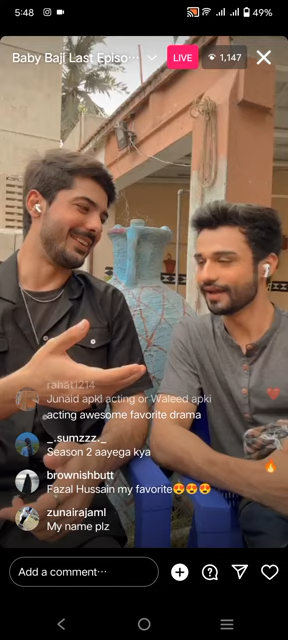 5:48
49%
Baby Baji Last Episo...
LIVE
1,147
rahat1214
Junaid apki acting or Waleed apki
acting awesome favorite drama
_.sumzzz._
Season 2 aayega kya
brownishbutt
Fazal Hussain my favorite😍😍😍
zunairajaml
My name plz
Add a comment...